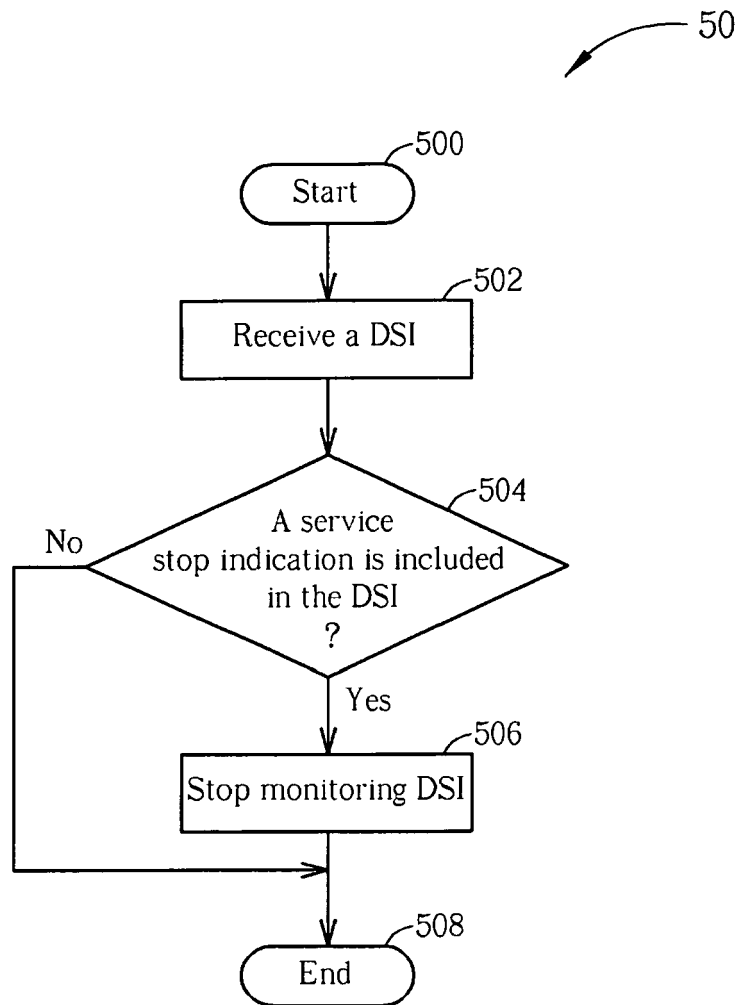 50
500
Start
502
Receive a DSI
504
A service
stop indication is included
in the DSI
?
No
Yes
506
Stop monitoring DSI
508
End